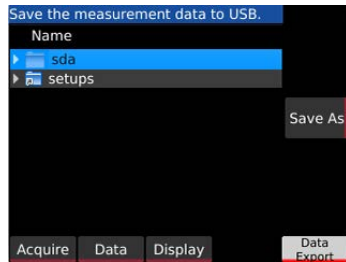 Save the measurement data to USB.
Name
sda
setups
Save As
Acquire Data Display Data
Export